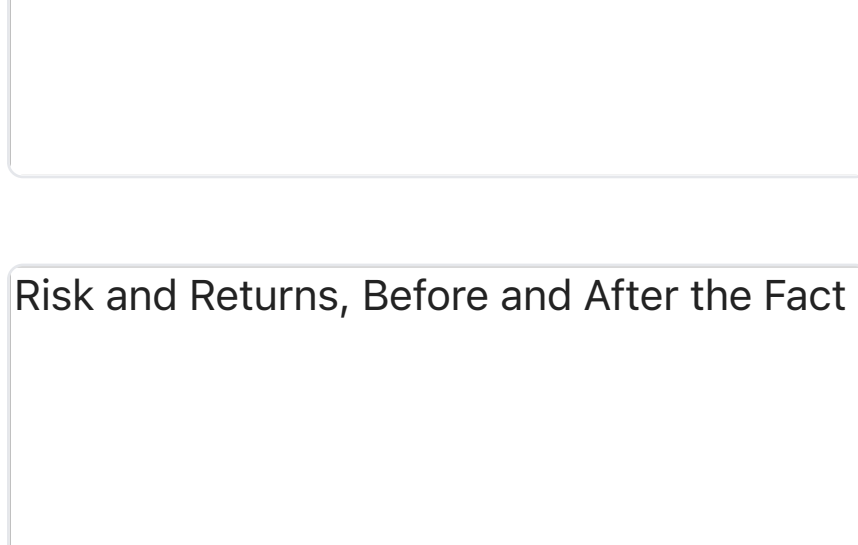 Risk and Returns, Before and After the Fact